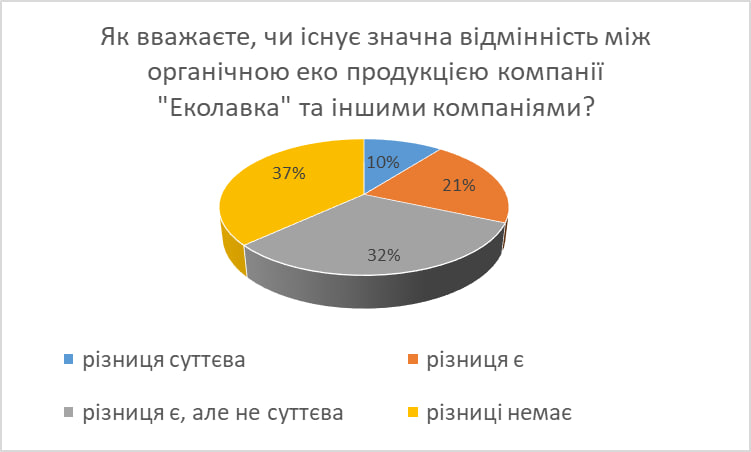 Як вважаєте, чи існує значна відмінність між
органічною еко продукцією компанії
"Еколавка" та іншими компаніями?
10%
37%
21%
32%
різниця суттєва
різниця є
різниця є, але не суттєва
різниці немає